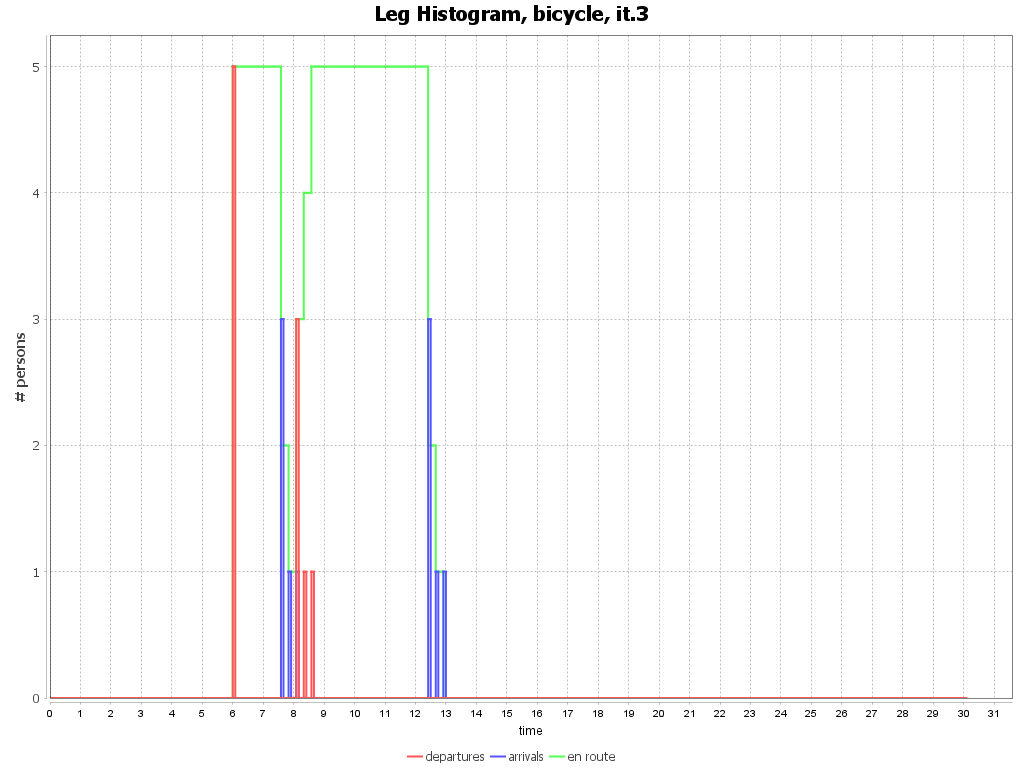 Leg Histogram, bicycle, it.3
# persons
5
4
3
2
1
0
0 1 2 3 4 5 6 7 8 9 10 11 12 13 14 15 16 17 18 19 20 21 22 23 24 25 26 27 28 29 30 31
time
departures arrivals en route